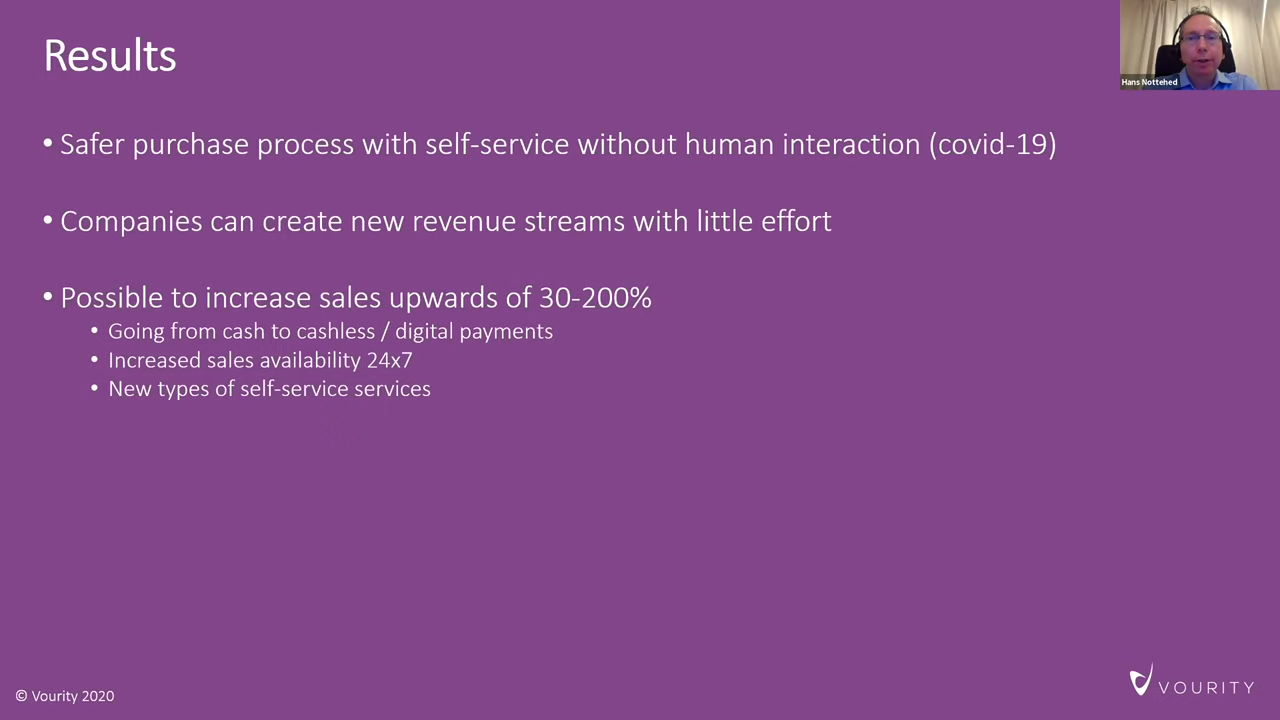 Results
Hans Nottehed
• Safer purchase process with self-service without human interaction (covid-19)
• Companies can create new revenue streams with little effort
• Possible to increase sales upwards of 30-200%
• Going from cash to cashless / digital payments
• Increased sales availability 24x7
• New types of self-service services
© Vourity 2020
VOURITY